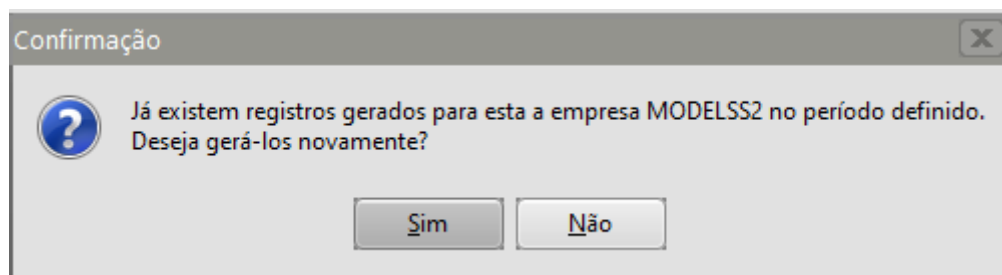 Confirmação
Já existem registros gerados para esta a empresa MODELSS2 no período definido.
Deseja gerá-los novamente?
Sim
Não